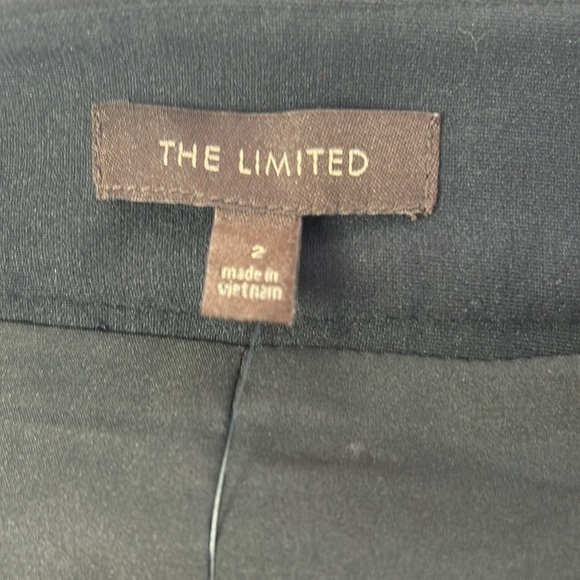 THE LIMITED
2
made in
vietnam